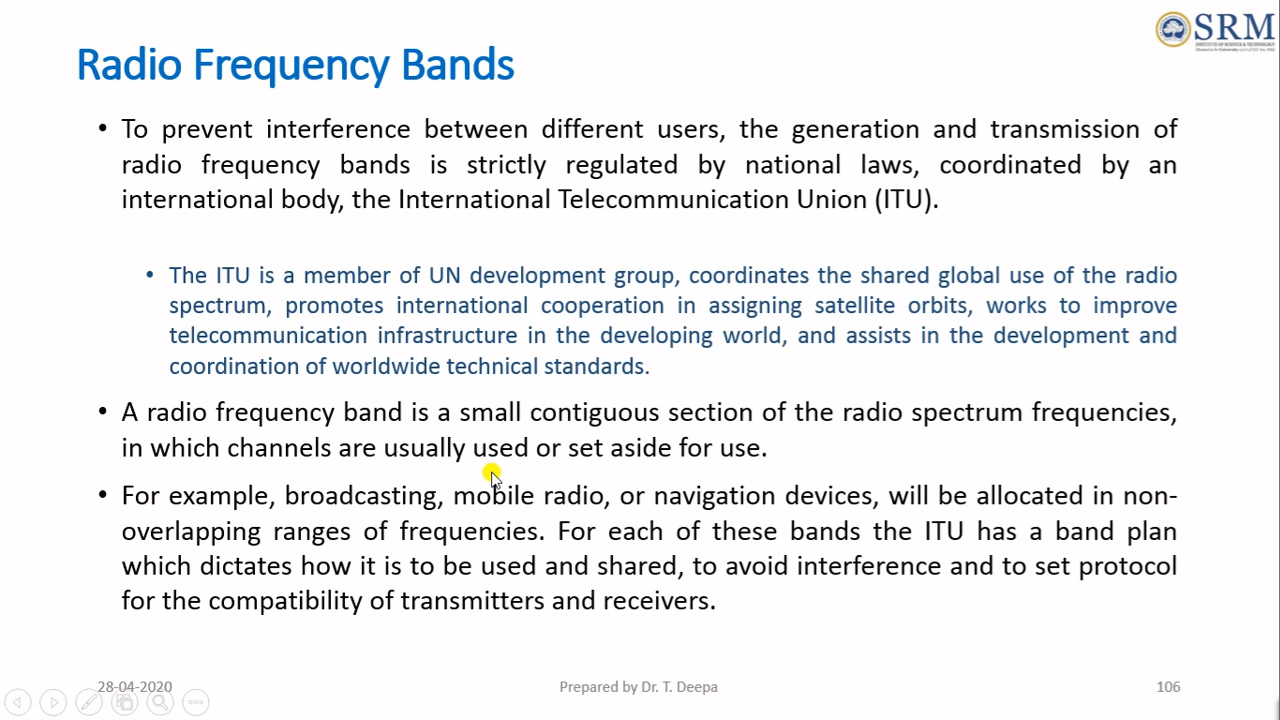 SRM
INSTITUTE OF SCIENCE & TECHNOLOGY
Radio Frequency Bands
• To prevent interference between different users, the generation and transmission of
radio frequency bands is strictly regulated by national laws, coordinated by an
international body, the International Telecommunication Union (ITU).
• The ITU is a member of UN development group, coordinates the shared global use of the radio
spectrum, promotes international cooperation in assigning satellite orbits, works to improve
telecommunication infrastructure in the developing world, and assists in the development and
coordination of worldwide technical standards.
• A radio frequency band is a small contiguous section of the radio spectrum frequencies,
in which channels are usually used or set aside for use.
• For example, broadcasting, mobile radio, or navigation devices, will be allocated in non-
overlapping ranges of frequencies. For each of these bands the ITU has a band plan
which dictates how it is to be used and shared, to avoid interference and to set protocol
for the compatibility of transmitters and receivers.
28-04-2020
Prepared by Dr. T. Deepa
106